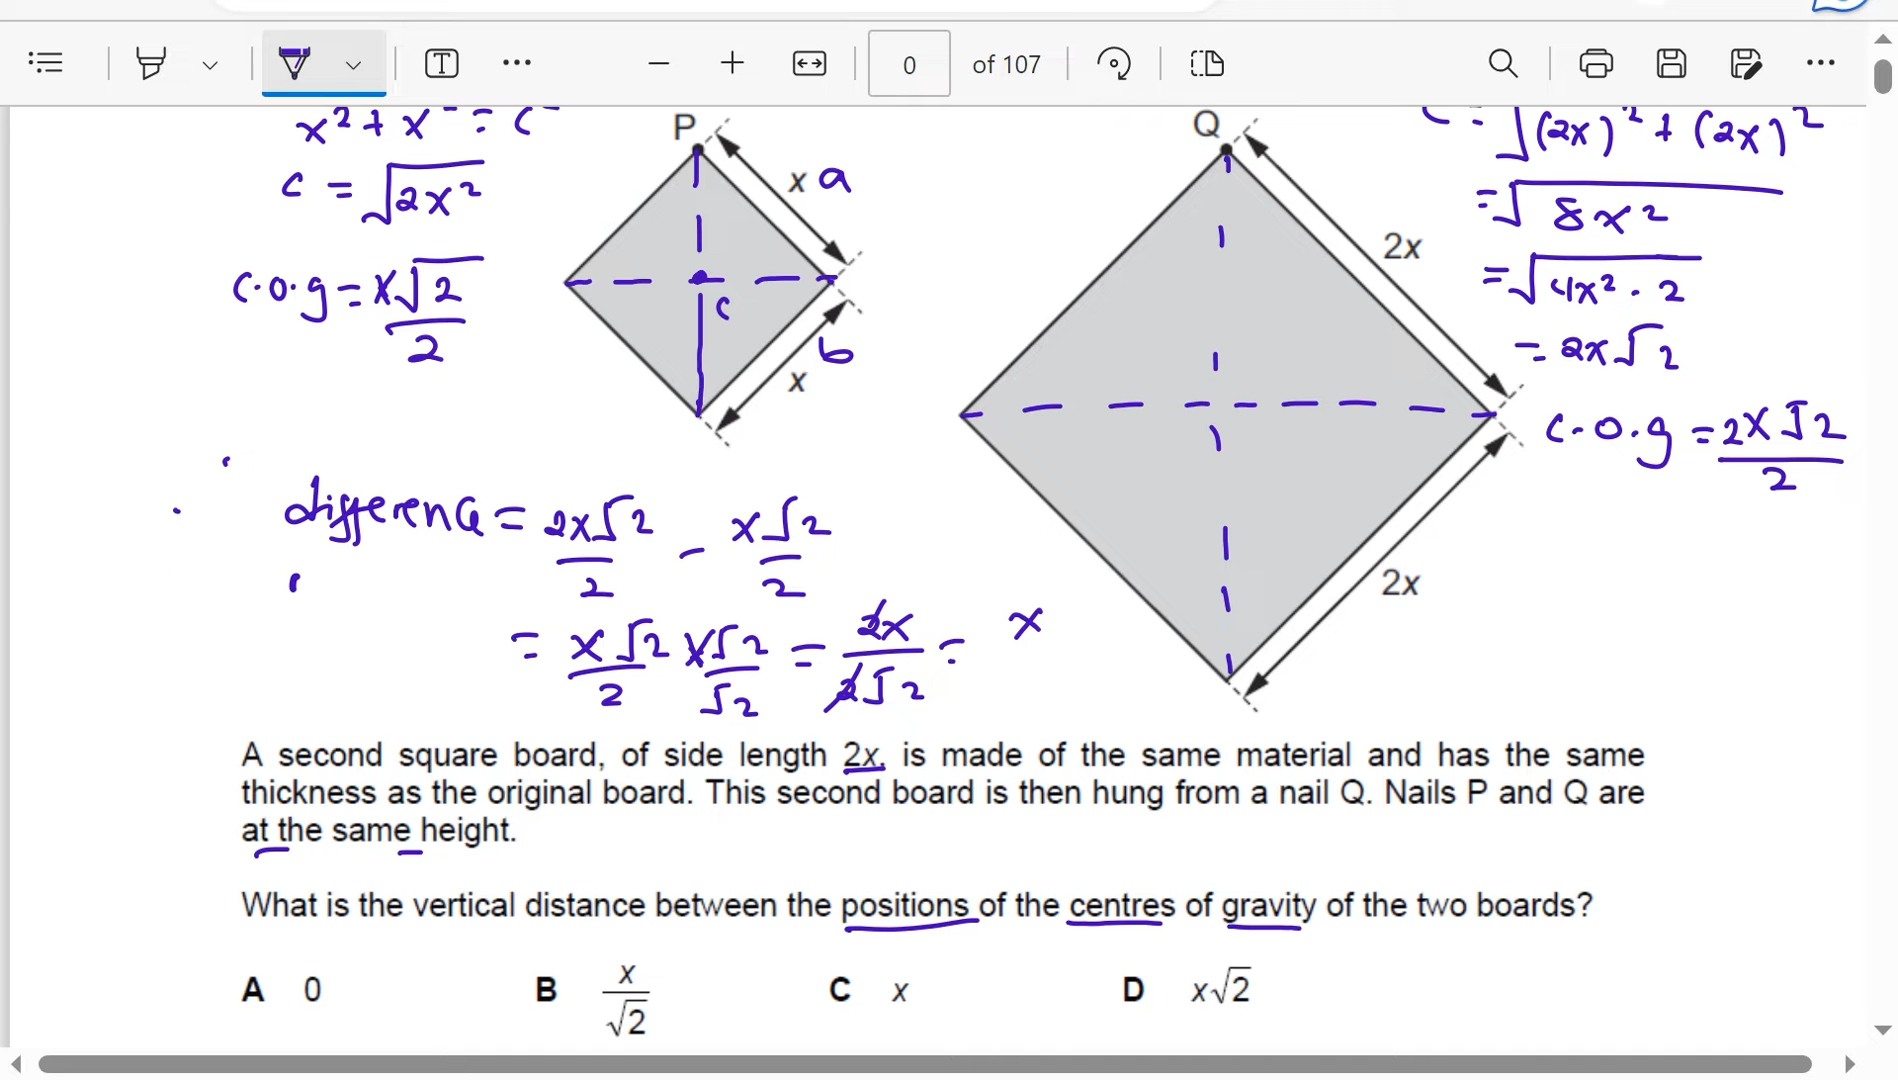 0 of 107
x² + x² = c²
c = √2x²
c.o.g = x√2 / 2
P
x a
c
b
x
Q
2x
2x
c = √(2x)² + (2x)²
= √8x²
= √4x² . 2
= 2x√2
c.o.g = 2x√2 / 2
difference = 2x√2 / 2 - x√2 / 2
= x√2 / 2 x√2 / √2 = 2x / 2√2 = x
A second square board, of side length 2x, is made of the same material and has the same
thickness as the original board. This second board is then hung from a nail Q. Nails P and Q are
at the same height.
What is the vertical distance between the positions of the centres of gravity of the two boards?
A 0 B x/√2 C x D x√2